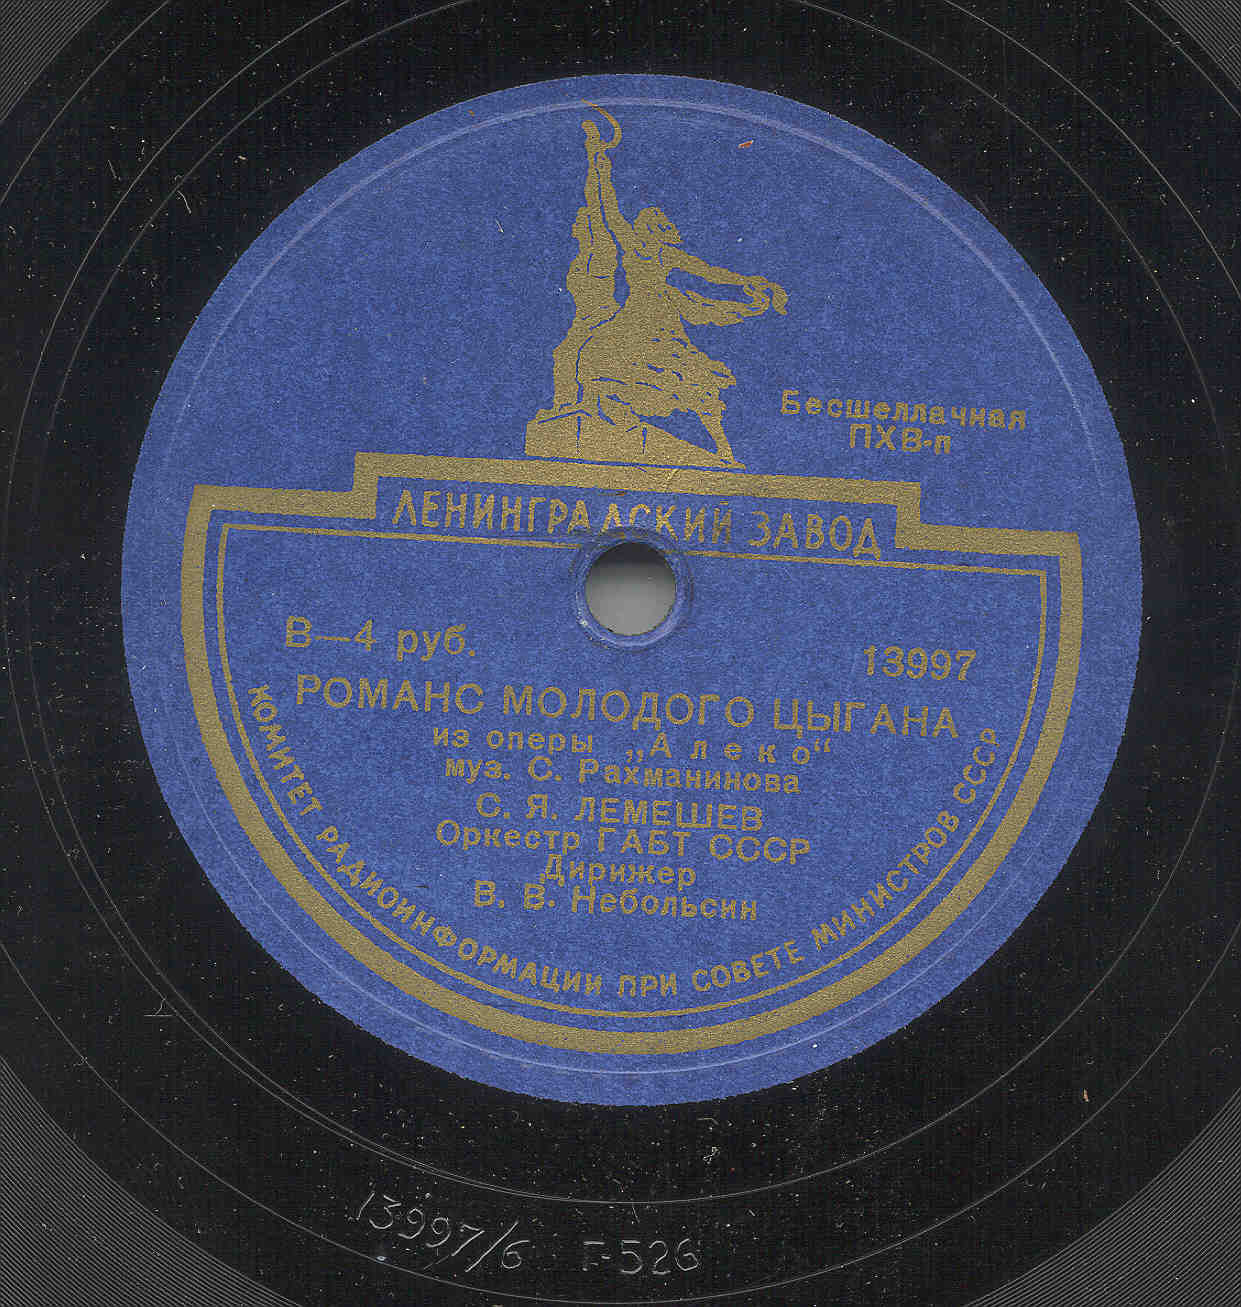 Бесшеллачная
ПХВ-п
ЛЕНИНГРАДСКИЙ ЗАВОД
В—4 руб.
13997
РОМАНС МОЛОДОГО ЦЫГАНА
из оперы „Алеко“
муз. С. Рахманинова
С. Я. ЛЕМЕШЕВ
Оркестр ГАБТ СССР
Дирижер
В. В. Небольсин
КОМИТЕТ РАДИОИНФОРМАЦИИ ПРИ СОВЕТЕ МИНИСТРОВ СССР
13997/6 Г-526